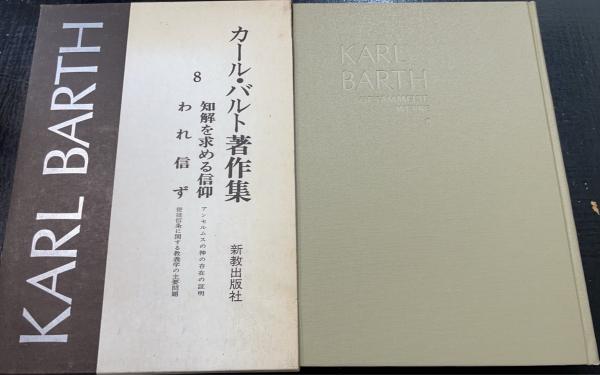 KARL BARTH
カール・バルト著作集
8
知解を求める信仰
アンセルムスの神の存在の証明
われ信ず
使徒信条に関する教義学の主要問題
新教出版社
KARL
BARTH
GESAMMELTE
WERKE